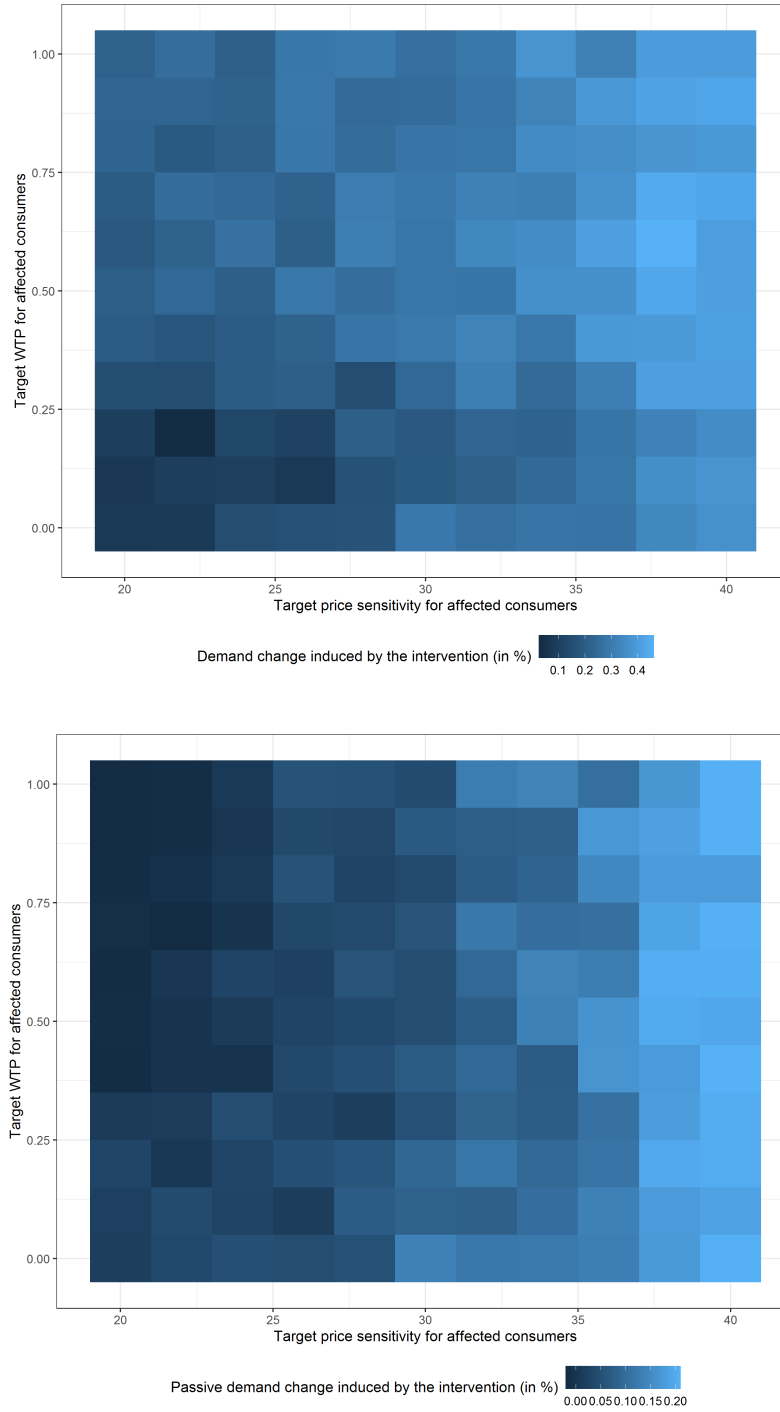 1.00
0.75
0.50
0.25
0.00
Target WTP for affected consumers
20 25 30 35 40
Target price sensitivity for affected consumers
Demand change induced by the intervention (in %)
0.1 0.2 0.3 0.4
1.00
0.75
0.50
0.25
0.00
Target WTP for affected consumers
20 25 30 35 40
Target price sensitivity for affected consumers
Passive demand change induced by the intervention (in %)
0.00 0.05 0.10 0.15 0.20